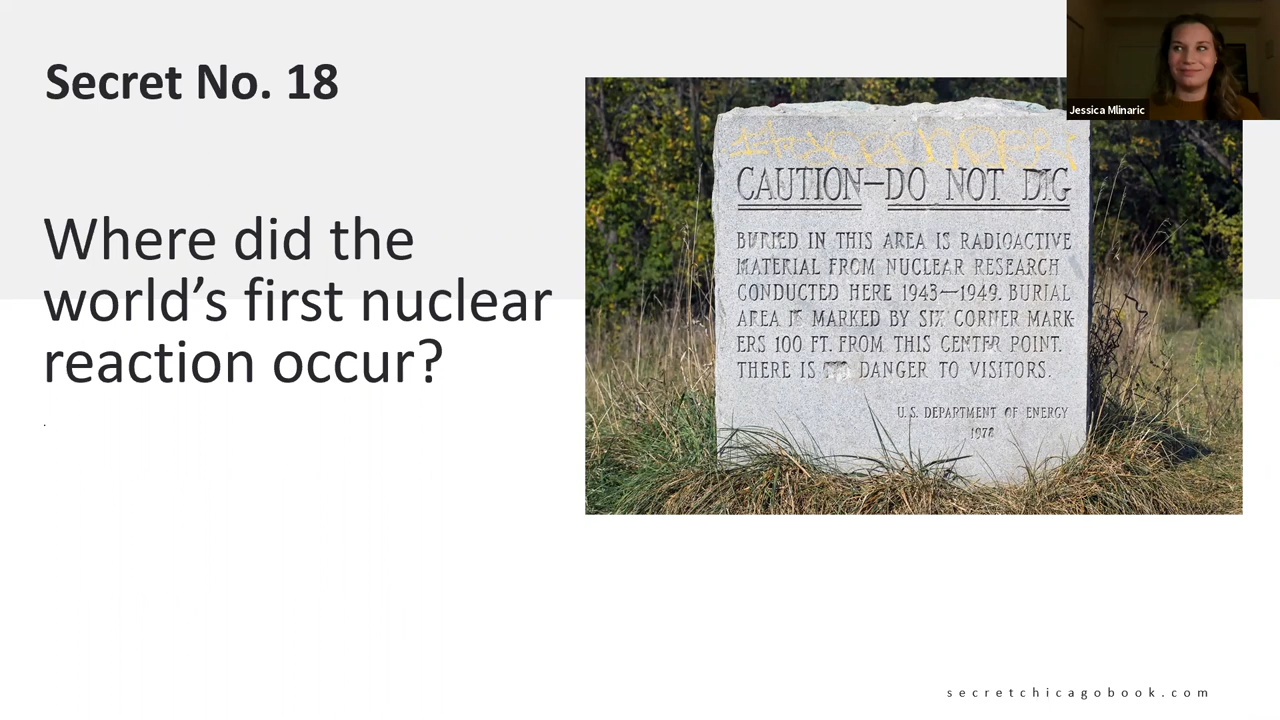 Secret No. 18
Where did the
world's first nuclear
reaction occur?
.
Jessica Mlinaric
CAUTION—DO NOT DIG
BURIED IN THIS AREA IS RADIOACTIVE
MATERIAL FROM NUCLEAR RESEARCH
CONDUCTED HERE 1943—1949. BURIAL
AREA IS MARKED BY SIX CORNER MARK
ERS 100 FT. FROM THIS CENTER POINT.
THERE IS DANGER TO VISITORS.
U.S. DEPARTMENT OF ENERGY
1978
secretchicagobook.com